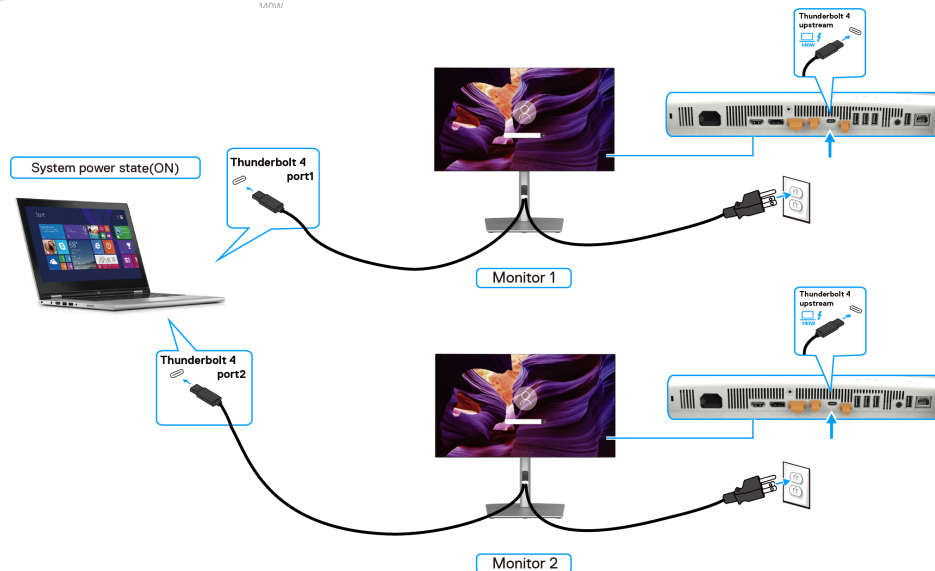 140W
Thunderbolt 4
upstream
140W
System power state(ON)
Thunderbolt 4
port1
Monitor 1
Thunderbolt 4
upstream
140W
Thunderbolt 4
port2
Monitor 2